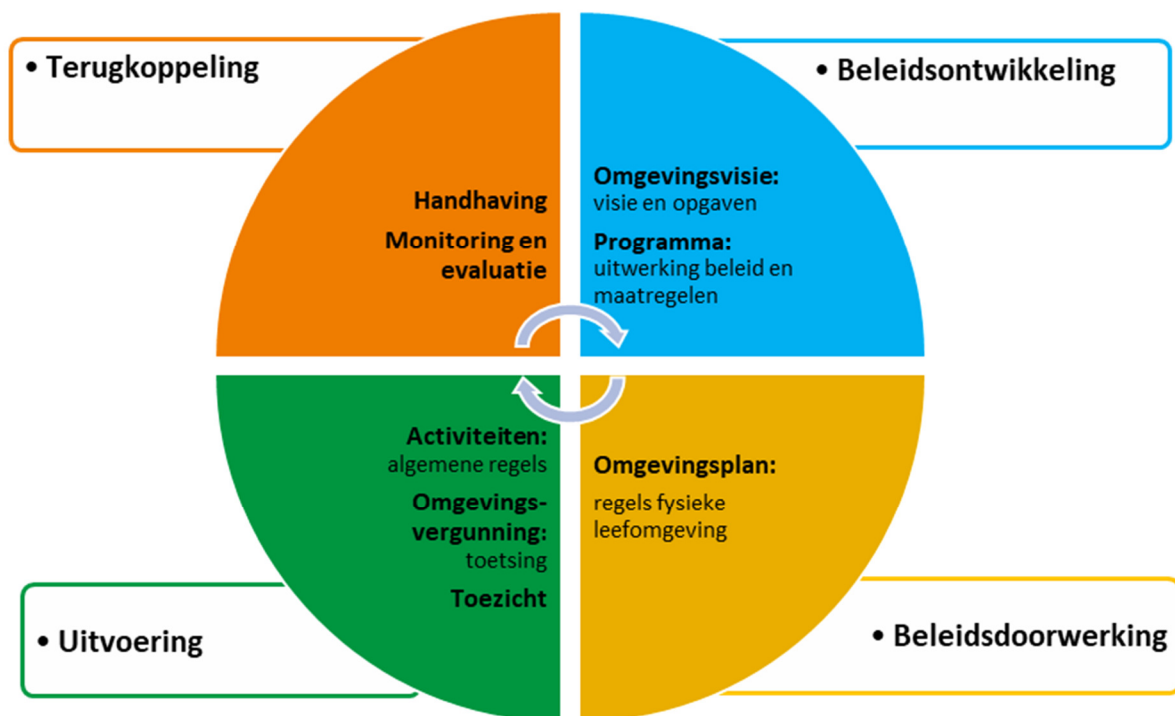 • Terugkoppeling
Handhaving
Monitoring en
evaluatie
• Beleidsontwikkeling
Omgevingsvisie:
visie en opgaven
Programma:
uitwerking beleid en
maatregelen
Activiteiten:
algemene regels
Omgevings-
vergunning:
toetsing
Toezicht
• Uitvoering
Omgevingsplan:
regels fysieke
leefomgeving
• Beleidsdoorwerking